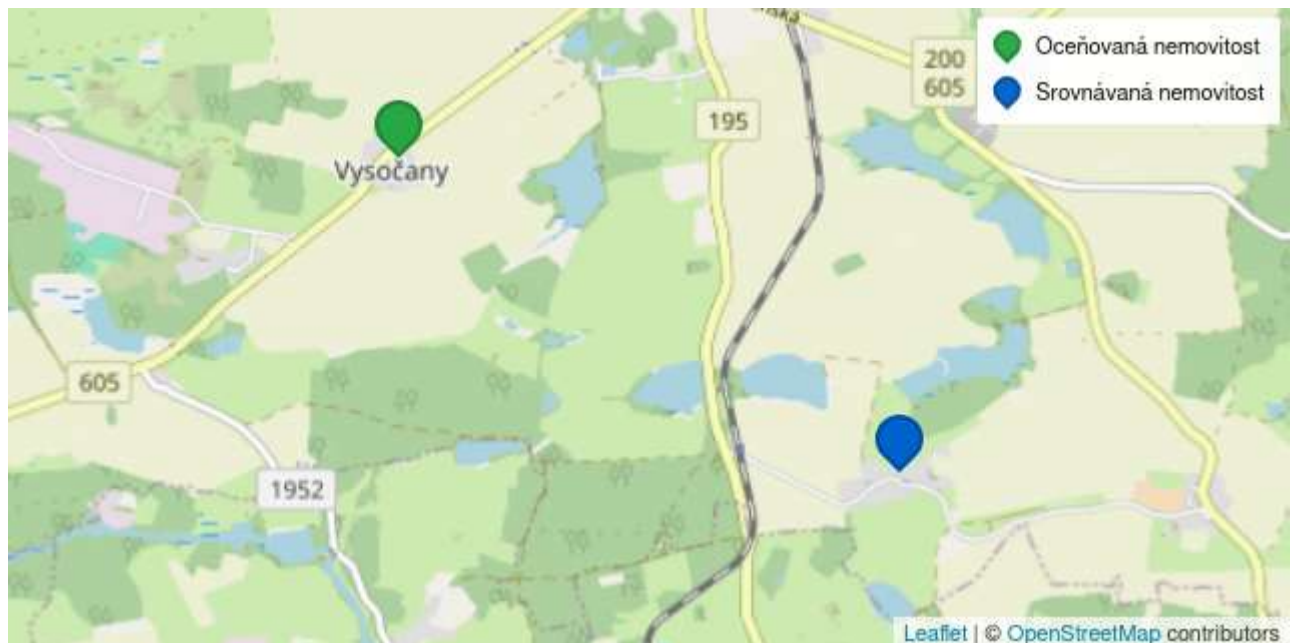 Oceňovaná nemovitost
Srovnávaná nemovitost
200
605
195
Vysočany
605
1952
Leaflet | © OpenStreetMap contributors